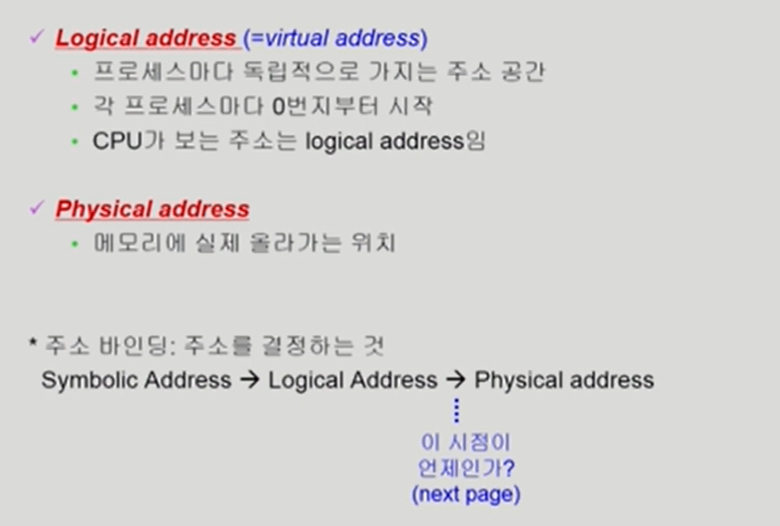 ✓ Logical address (=virtual address)
• 프로세스마다 독립적으로 가지는 주소 공간
• 각 프로세스마다 0번지부터 시작
• CPU가 보는 주소는 logical address임
✓ Physical address
• 메모리에 실제 올라가는 위치
* 주소 바인딩: 주소를 결정하는 것
Symbolic Address → Logical Address → Physical address
이 시점이
언제인가?
(next page)